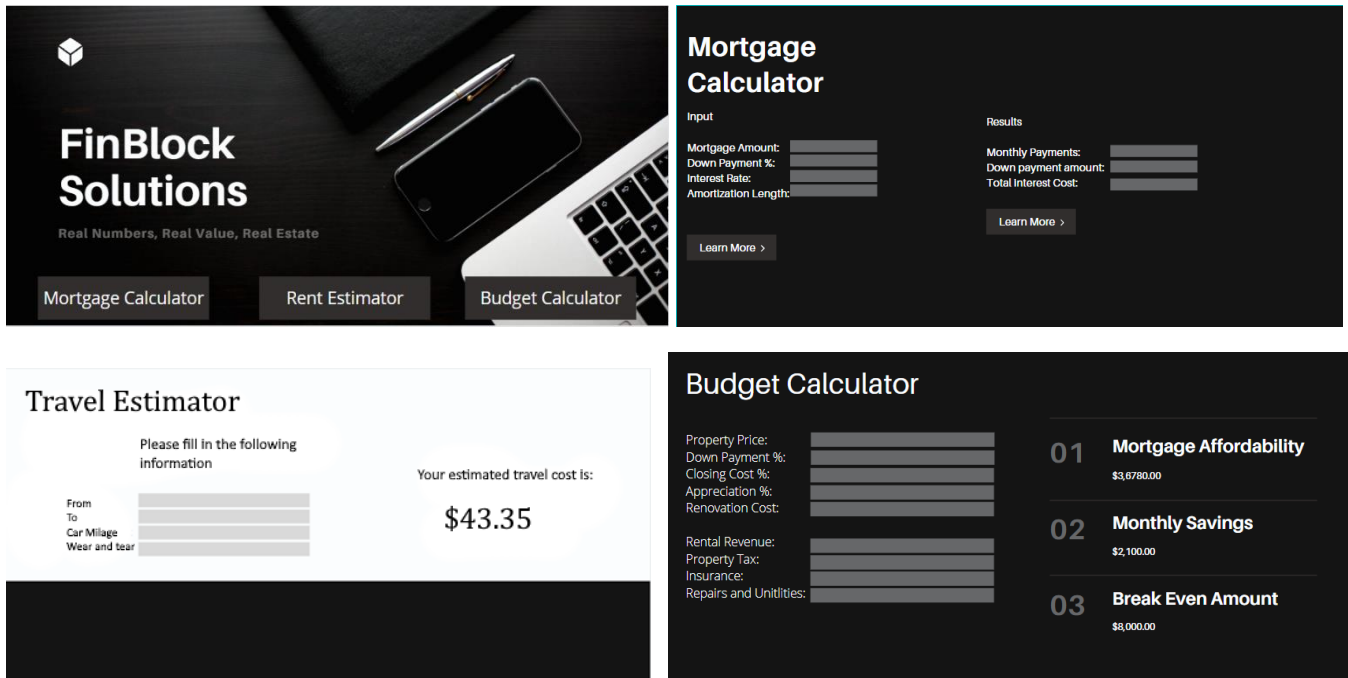 FinBlock
Solutions
Real Numbers, Real Value, Real Estate
Mortgage Calculator
Rent Estimator
Budget Calculator
Mortgage
Calculator
Input
Mortgage Amount:
Down Payment %:
Interest Rate:
Amortization Length:
Learn More >
Results
Monthly Payments:
Down payment amount:
Total Interest Cost:
Learn More >
Travel Estimator
Please fill in the following
information
From
To
Car Milage
Wear and tear
Your estimated travel cost is:
$43.35
Budget Calculator
Property Price:
Down Payment %:
Closing Cost %:
Appreciation %:
Renovation Cost:
Rental Revenue:
Property Tax:
Insurance:
Repairs and Unitlities:
01 Mortgage Affordability
$3,6780.00
02 Monthly Savings
$2,100.00
03 Break Even Amount
$8,000.00